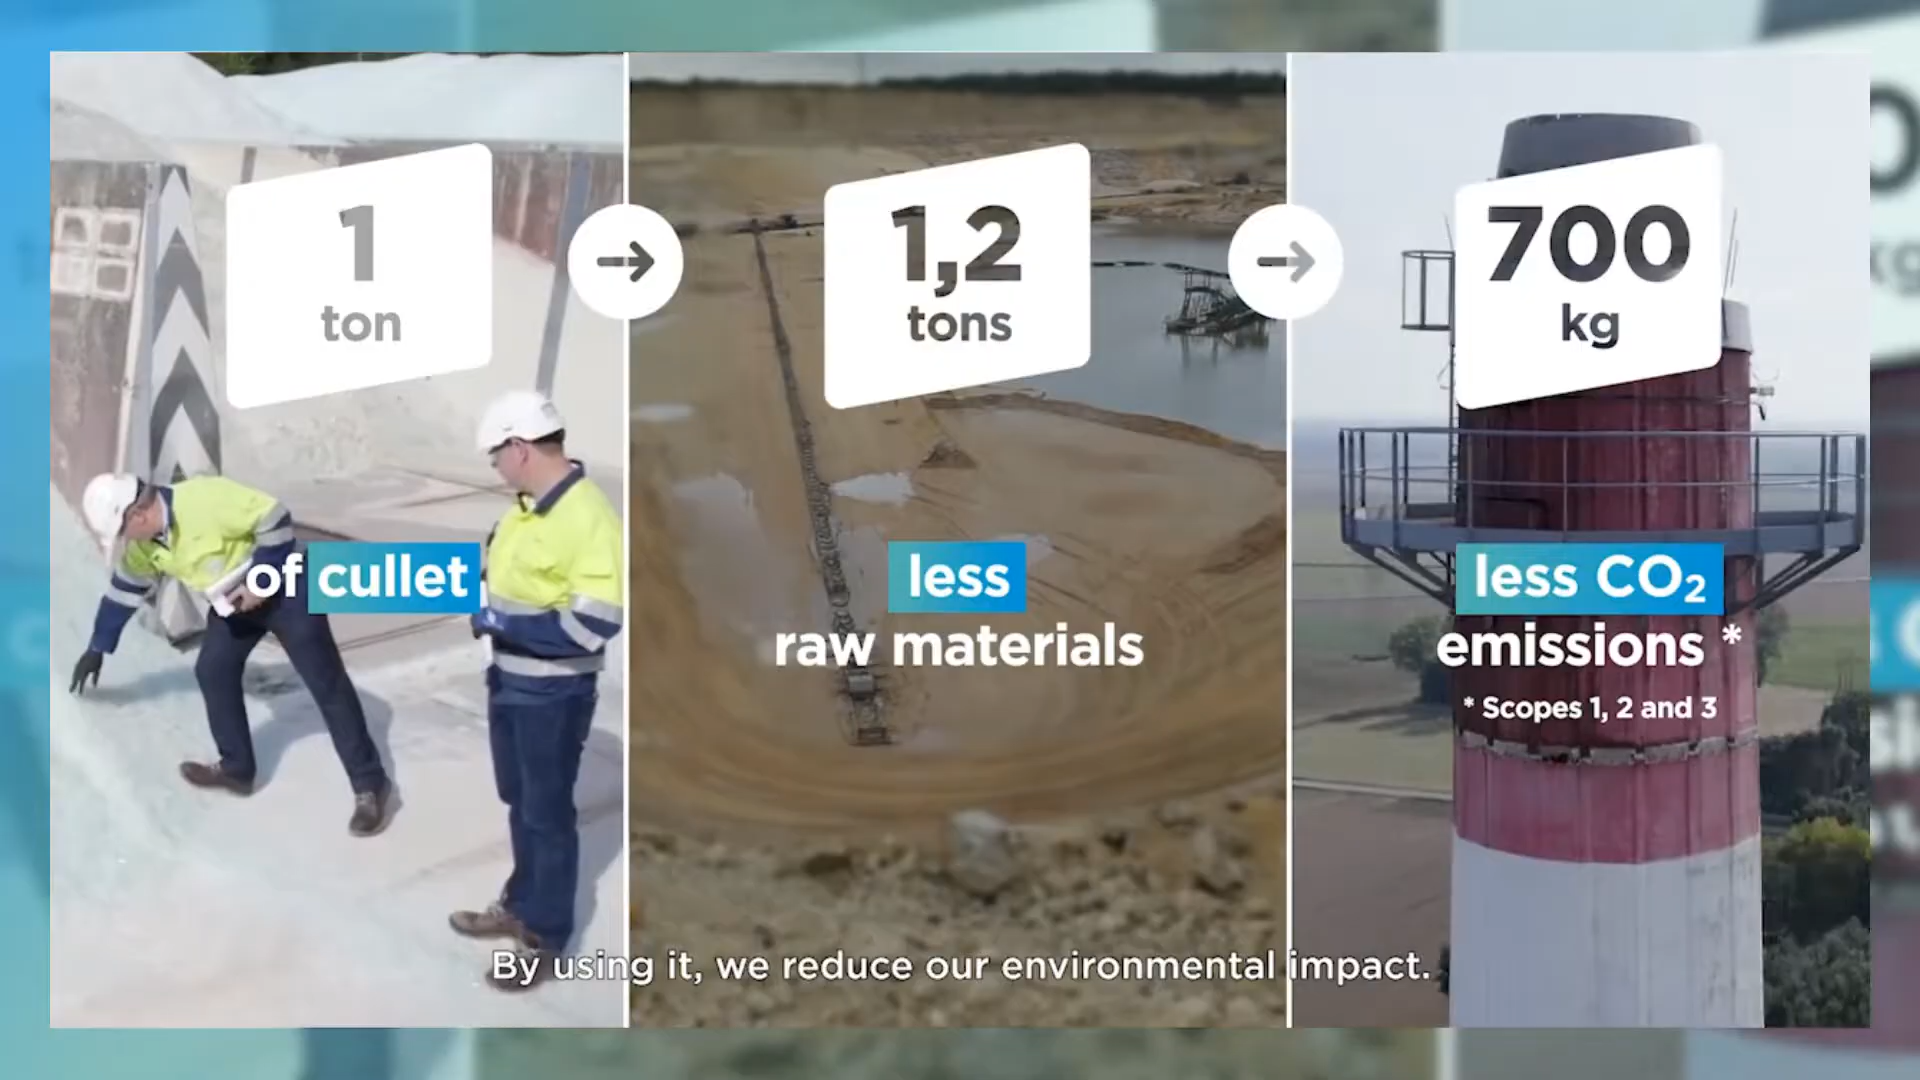 1
ton
of cullet
1,2
tons
less
raw materials
700
kg
less CO₂
emissions *
* Scopes 1, 2 and 3
By using it, we reduce our environmental impact.